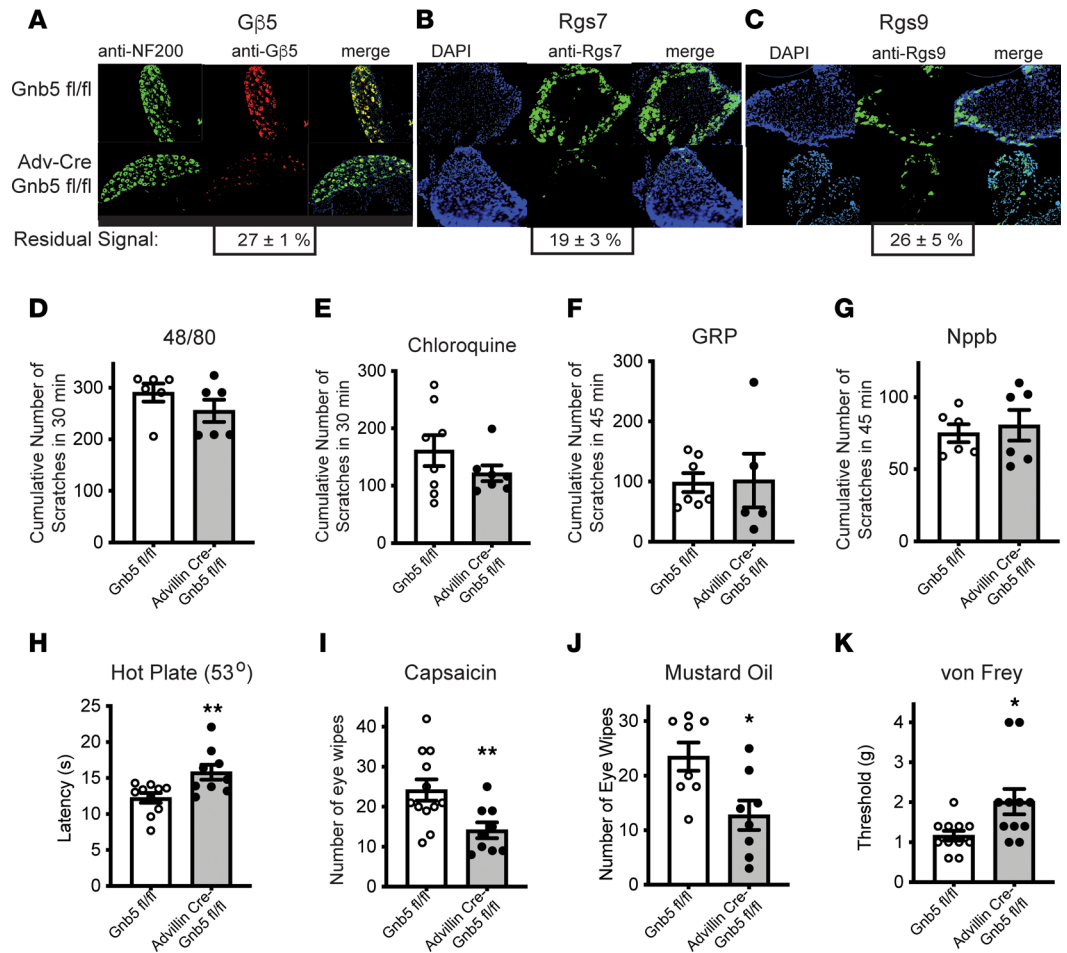 A
Gβ5
anti-NF200 anti-Gβ5 merge
Gnb5 fl/fl
Adv-Cre
Gnb5 fl/fl
B
Rgs7
DAPI anti-Rgs7 merge
C
Rgs9
DAPI anti-Rgs9 merge
Residual Signal: 27 ± 1 % 19 ± 3 % 26 ± 5 %
D
48/80
Cumulative Number of
Scratches in 30 min
300
200
100
0
Gnb5 fl/fl
Advillin Cre-
Gnb5 fl/fl
E
Chloroquine
Cumulative Number of
Scratches in 30 min
300
200
100
0
Gnb5 fl/fl
Advillin Cre-
Gnb5 fl/fl
F
GRP
Cumulative Number of
Scratches in 45 min
300
200
100
0
Gnb5 fl/fl
Advillin Cre-
Gnb5 fl/fl
G
Nppb
Cumulative Number of
Scratches in 45 min
100
50
0
Gnb5 fl/fl
Advillin Cre-
Gnb5 fl/fl
H
Hot Plate (53°)
Latency (s)
25
20
15
10
5
0
**
Gnb5 fl/fl
Advillin Cre-
Gnb5 fl/fl
I
Capsaicin
Number of eye wipes
40
30
20
10
0
**
Gnb5 fl/fl
Advillin Cre-
Gnb5 fl/fl
J
Mustard Oil
Number of Eye Wipes
30
20
10
0
*
Gnb5 fl/fl
Advillin Cre-
Gnb5 fl/fl
K
von Frey
Threshold (g)
4
3
2
1
0
*
Gnb5 fl/fl
Advillin Cre-
Gnb5 fl/fl